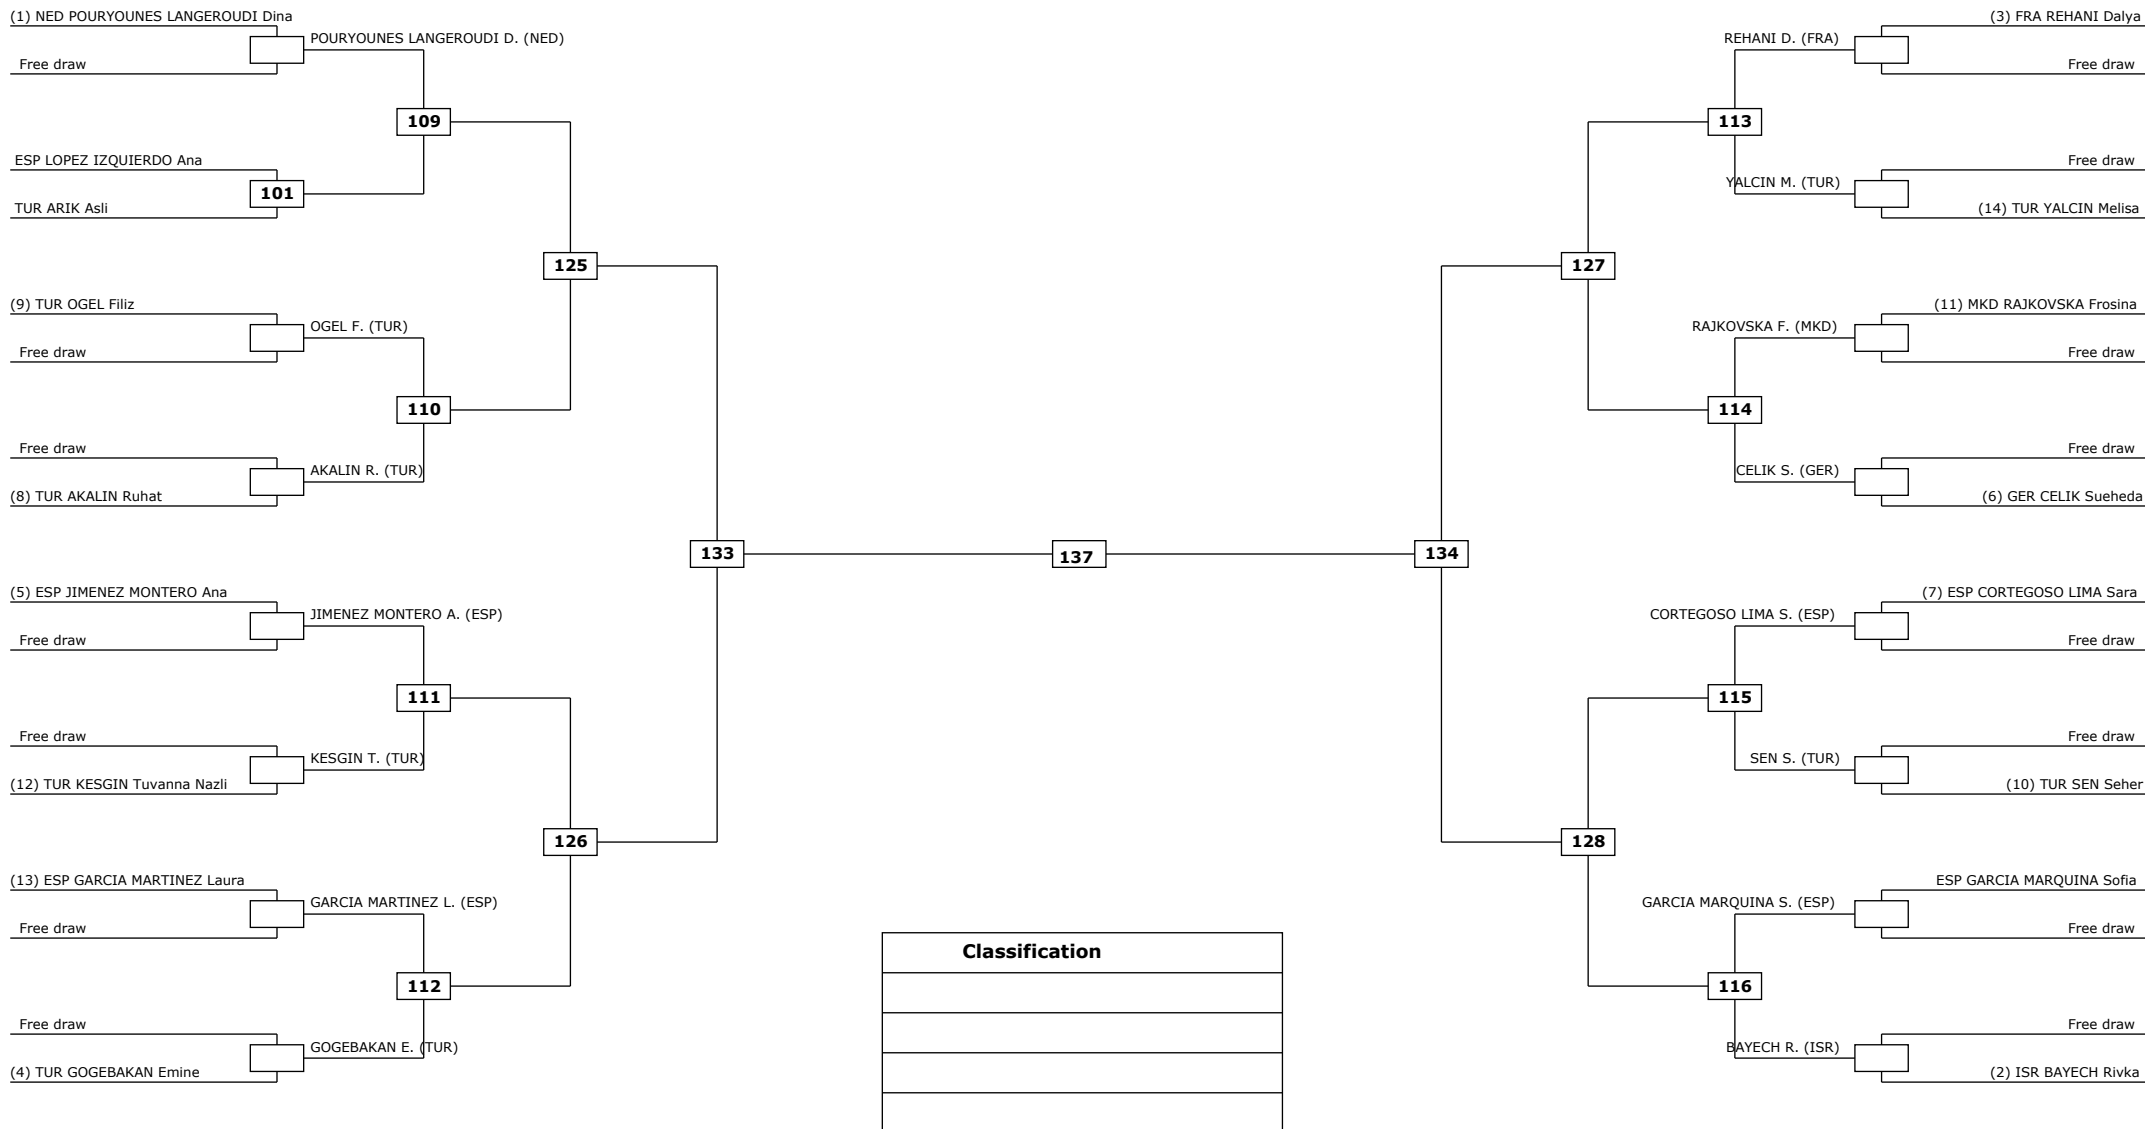 (1) NED POURYOUNES LANGEROUDI Dina
POURYOUNES LANGEROUDI D. (NED)
Free draw
109
ESP LOPEZ IZQUIERDO Ana
101
TUR ARIK Asli
125
(9) TUR OGEL Filiz
OGEL F. (TUR)
Free draw
110
Free draw
AKALIN R. (TUR)
(8) TUR AKALIN Ruhat
133
(5) ESP JIMENEZ MONTERO Ana
JIMENEZ MONTERO A. (ESP)
Free draw
111
Free draw
KESGIN T. (TUR)
(12) TUR KESGIN Tuvanna Nazli
126
(13) ESP GARCIA MARTINEZ Laura
GARCIA MARTINEZ L. (ESP)
Free draw
112
Free draw
GOGEBAKAN E. (TUR)
(4) TUR GOGEBAKAN Emine
137
Classification
(3) FRA REHANI Dalya
REHANI D. (FRA)
Free draw
113
Free draw
YALCIN M. (TUR)
(14) TUR YALCIN Melisa
127
(11) MKD RAJKOVSKA Frosina
RAJKOVSKA F. (MKD)
Free draw
114
Free draw
CELIK S. (GER)
(6) GER CELIK Sueheda
134
(7) ESP CORTEGOSO LIMA Sara
CORTEGOSO LIMA S. (ESP)
Free draw
115
Free draw
SEN S. (TUR)
(10) TUR SEN Seher
128
ESP GARCIA MARQUINA Sofia
GARCIA MARQUINA S. (ESP)
Free draw
116
Free draw
BAYECH R. (ISR)
(2) ISR BAYECH Rivka